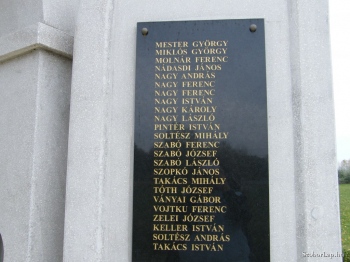 MESTER GYÖRGY
MIKLÓS GYÖRGY
MOLNÁR FERENC
NÁDASDI JÁNOS
NAGY ANDRÁS
NAGY FERENC
NAGY FERENC
NAGY ISTVÁN
NAGY KÁROLY
NAGY LÁSZLÓ
PINTÉR ISTVÁN
SOLTÉSZ MIHÁLY
SZABÓ FERENC
SZABÓ JÓZSEF
SZABÓ LÁSZLÓ
SZOPKÓ JÁNOS
TAKÁCS MIHÁLY
TÓTH JÓZSEF
VÁNYAI GÁBOR
VOJTKU FERENC
ZELEI JÓZSEF
KELLER ISTVÁN
SOLTÉSZ ANDRÁS
TAKÁCS ISTVÁN